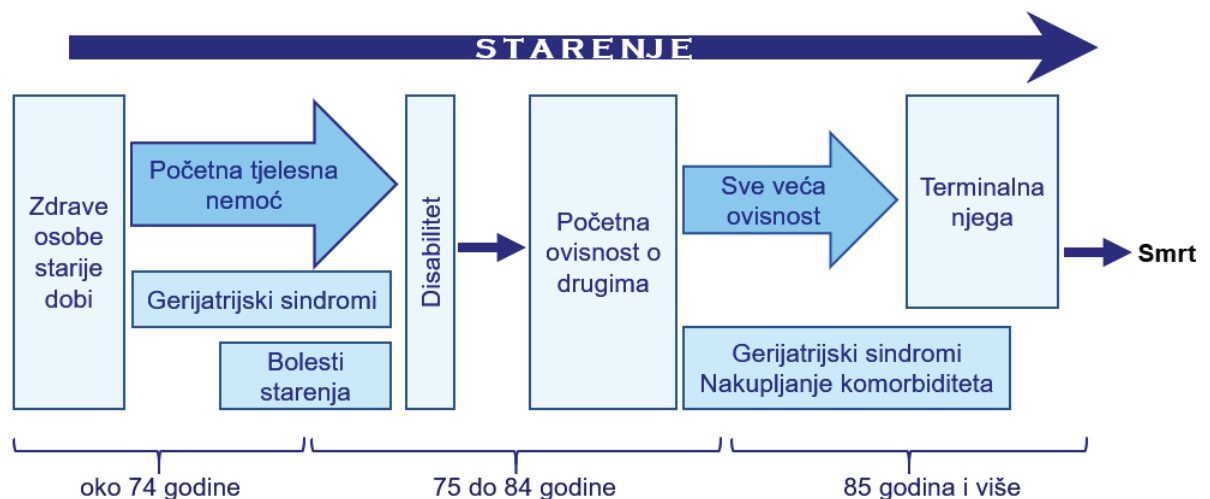 STARENJE
Zdrave
osobe
starije
dobi
Početna tjelesna
nemoć
Gerijatrijski sindromi
Bolesti
starenja
Disabilitet
Početna
ovisnost o
drugima
Sve veća
ovisnost
Gerijatrijski sindromi
Nakupljanje komorbiditeta
Terminalna
njega
Smrt
oko 74 godine
75 do 84 godine
85 godina i više